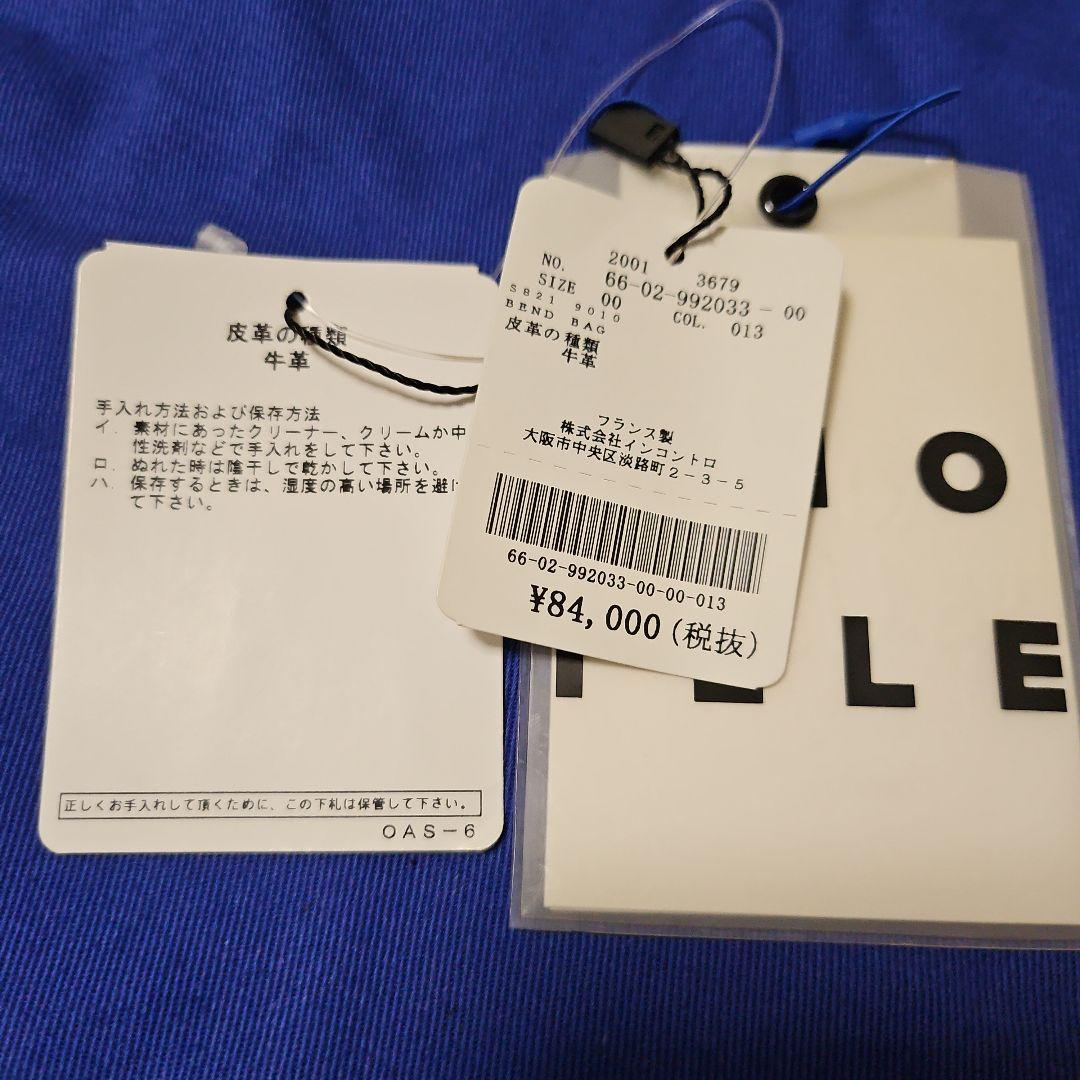 皮革の種類
牛革
手入れ方法および保存方法
イ. 素材にあったクリーナー、クリームか中
性洗剤などで手入れをして下さい。
ロ. ぬれた時は陰干しで乾かして下さい。
ハ. 保存するときは、湿度の高い場所を避け
て下さい。
正しくお手入れして頂くために、この下札は保管して下さい。
OAS-6
NO. 2001 3679
66-02-992033-00
SIZE 00 COL. 013
S821 9010
BEND BAG
皮革の種類
牛革
フランス製
株式会社インコントロ
大阪市中央区淡路町2-3-5
66-02-992033-00-00-013
¥84,000(税抜)
O
ELE